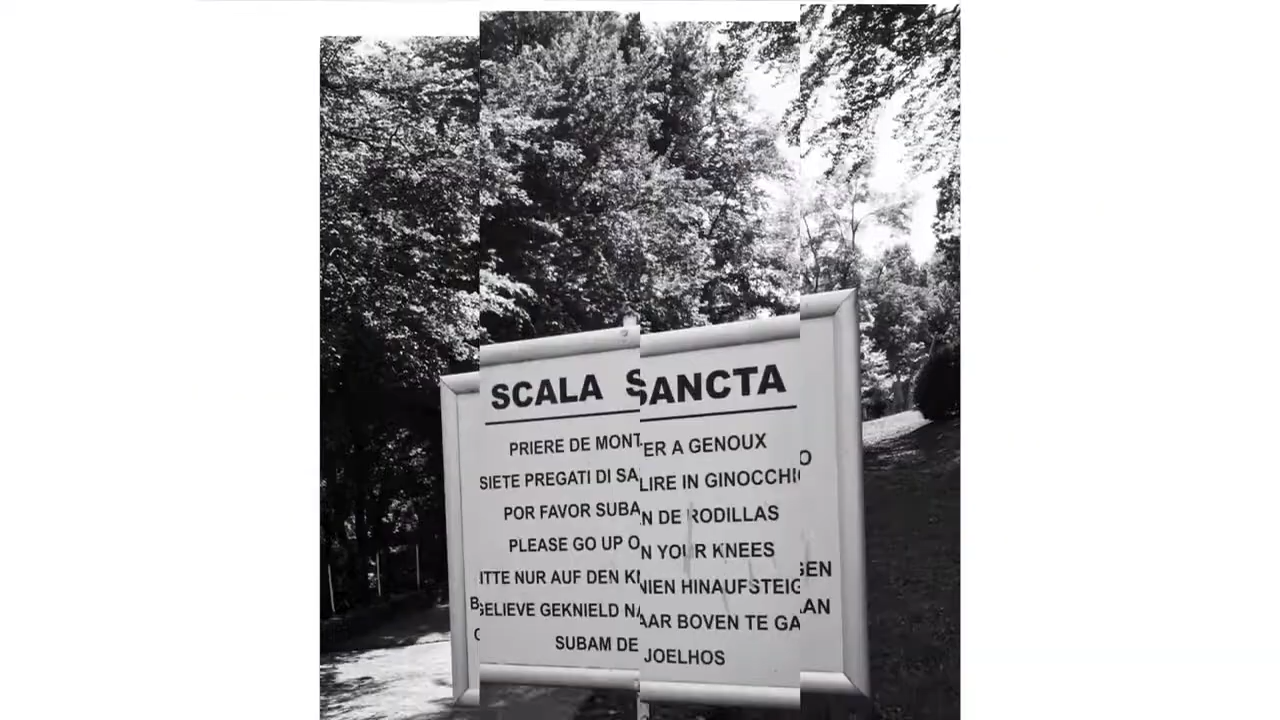 SCALA SANCTA
PRIERE DE MONTER A GENOUX
SIETE PREGATI DI SALIRE IN GINOCCHIO
POR FAVOR SUBAN DE RODILLAS
PLEASE GO UP ON YOUR KNEES
BITTE NUR AUF DEN KNIEN HINAUFSTEIGEN
GELIEVE GEKNIELD NAAR BOVEN TE GAAN
SUBAM DE JOELHOS